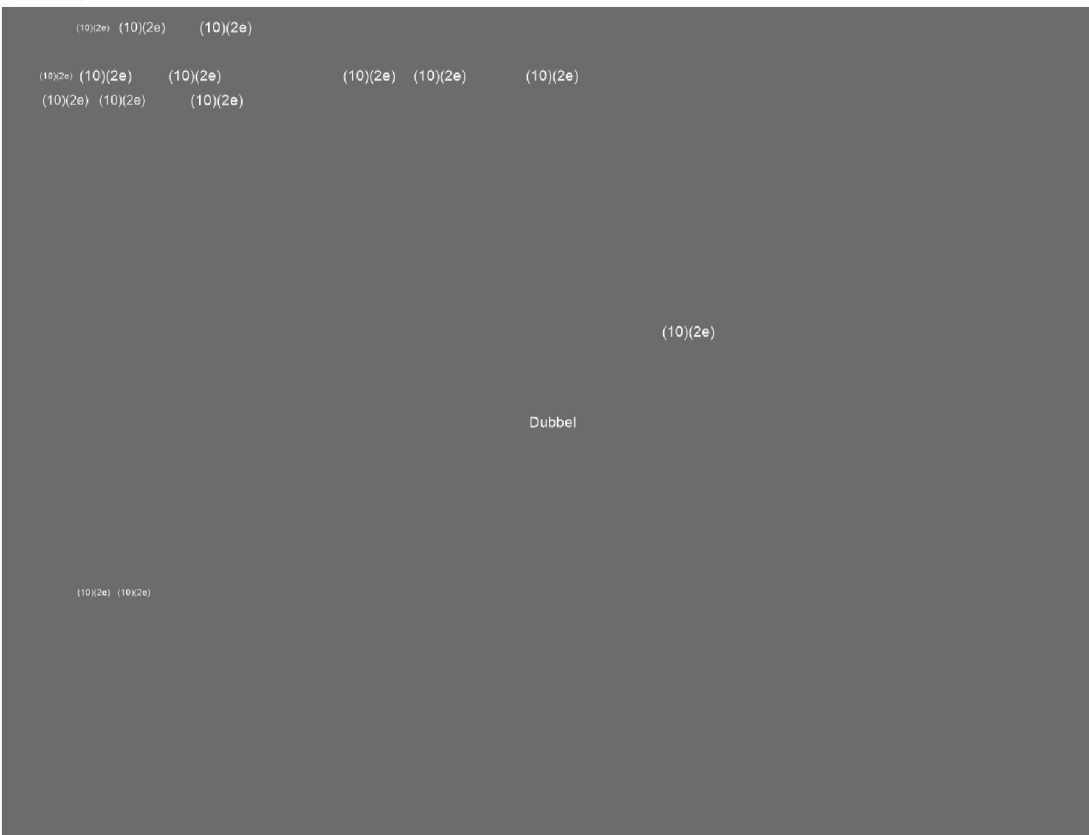 (10)(2e) (10)(2e) (10)(2e)
(10)(2e) (10)(2e) (10)(2e) (10)(2e) (10)(2e) (10)(2e)
(10)(2e) (10)(2e) (10)(2e)
(10)(2e)
Dubbel
(10)(2e) (10)(2e)